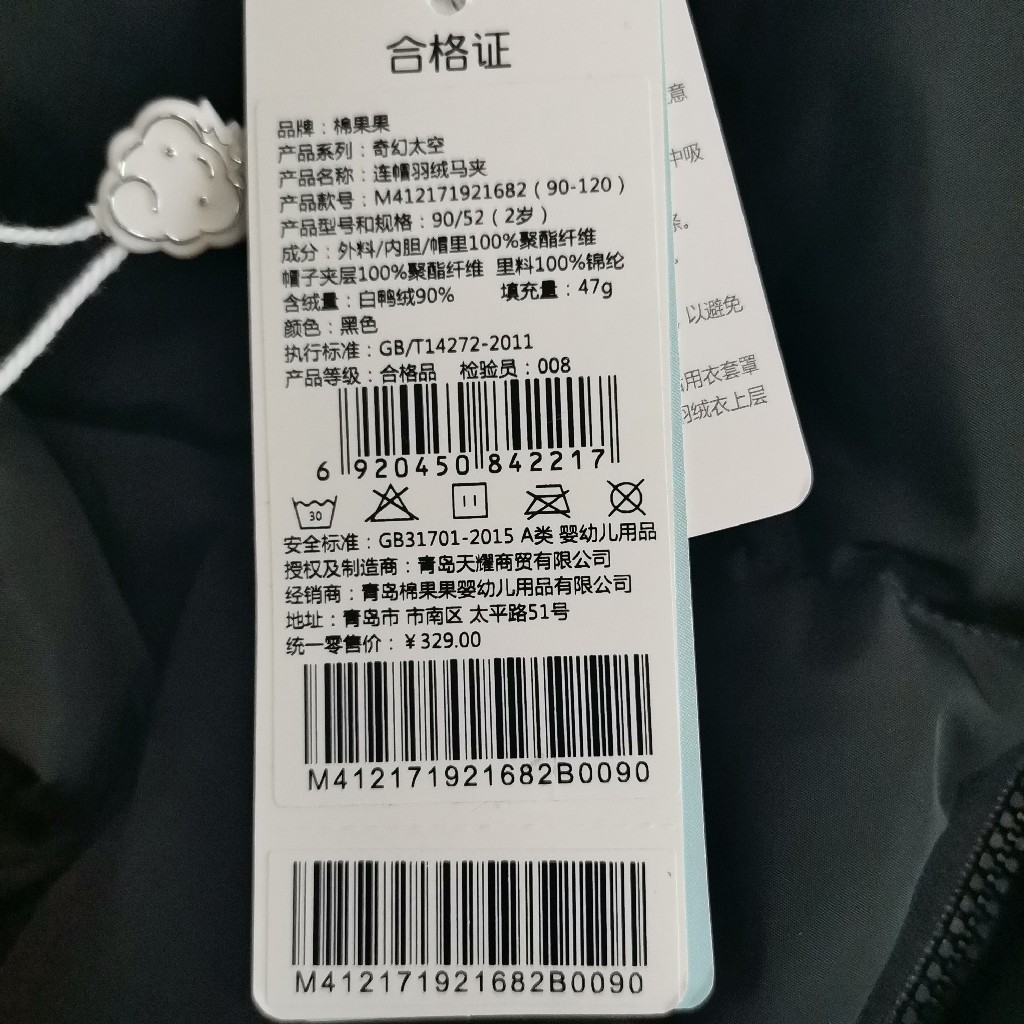 合格证
品牌：棉果果
产品系列：奇幻太空
产品名称：连帽羽绒马夹
产品款号：M412171921682（90-120）
产品型号和规格：90/52（2岁）
成分：外料/内胆/帽里100%聚酯纤维
帽子夹层100%聚酯纤维 里料100%锦纶
含绒量：白鸭绒90% 填充量：47g
颜色：黑色
执行标准：GB/T14272-2011
产品等级：合格品 检验员：008
6 920450 842217
30
安全标准：GB31701-2015 A类 婴幼儿用品
授权及制造商：青岛天耀商贸有限公司
经销商：青岛棉果果婴幼儿用品有限公司
地址：青岛市 市南区 太平路51号
统一零售价：￥329.00
M412171921682B0090
M412171921682B0090
意
中吸
，以避免
用衣套罩
羽绒衣上层